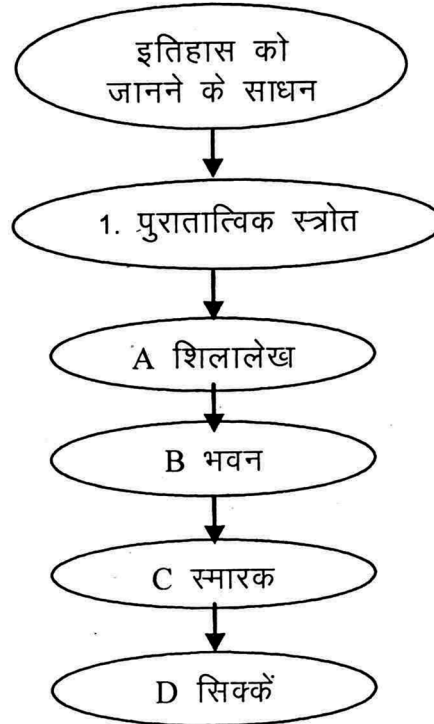 इतिहास को
जानने के साधन
1. पुरातात्विक स्त्रोत
A शिलालेख
B भवन
C स्मारक
D सिक्कें